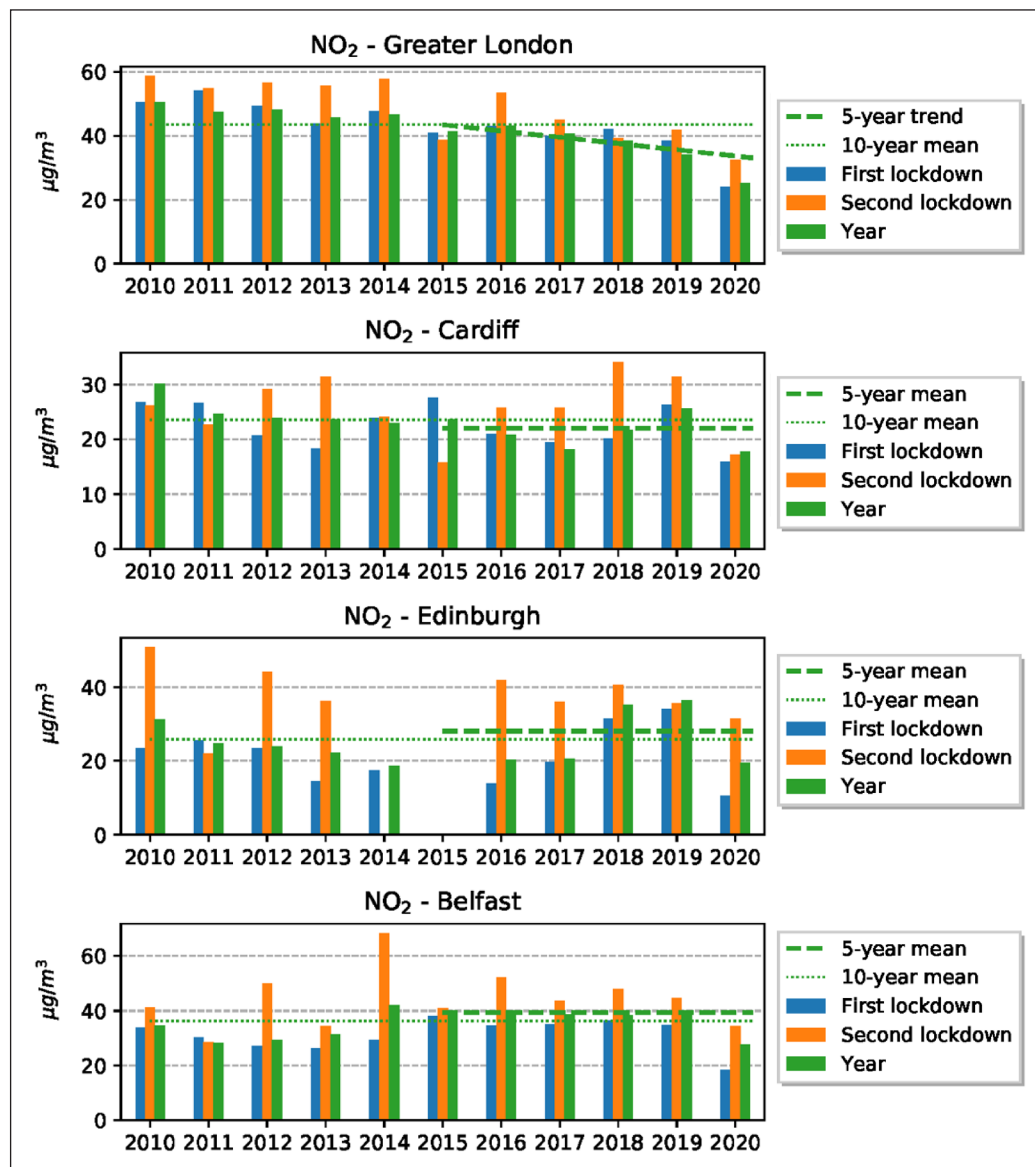 NO₂ - Greater London
60
40
20
0
μg/m³
2010 2011 2012 2013 2014 2015 2016 2017 2018 2019 2020
5-year trend
10-year mean
First lockdown
Second lockdown
Year
NO₂ - Cardiff
30
20
10
0
μg/m³
2010 2011 2012 2013 2014 2015 2016 2017 2018 2019 2020
5-year mean
10-year mean
First lockdown
Second lockdown
Year
NO₂ - Edinburgh
40
20
0
μg/m³
2010 2011 2012 2013 2014 2015 2016 2017 2018 2019 2020
5-year mean
10-year mean
First lockdown
Second lockdown
Year
NO₂ - Belfast
60
40
20
0
μg/m³
2010 2011 2012 2013 2014 2015 2016 2017 2018 2019 2020
5-year mean
10-year mean
First lockdown
Second lockdown
Year